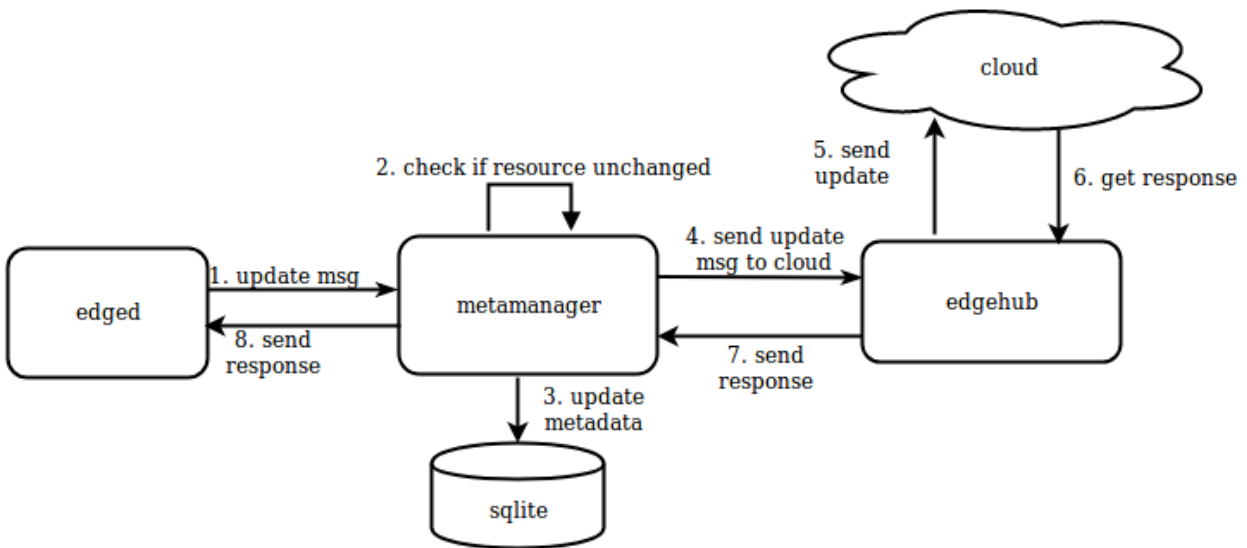 cloud
5. send
update
6. get response
2. check if resource unchanged
4. send update
msg to cloud
1. update msg
edged
metamanager
edgehub
8. send
response
7. send
response
3. update
metadata
sqlite